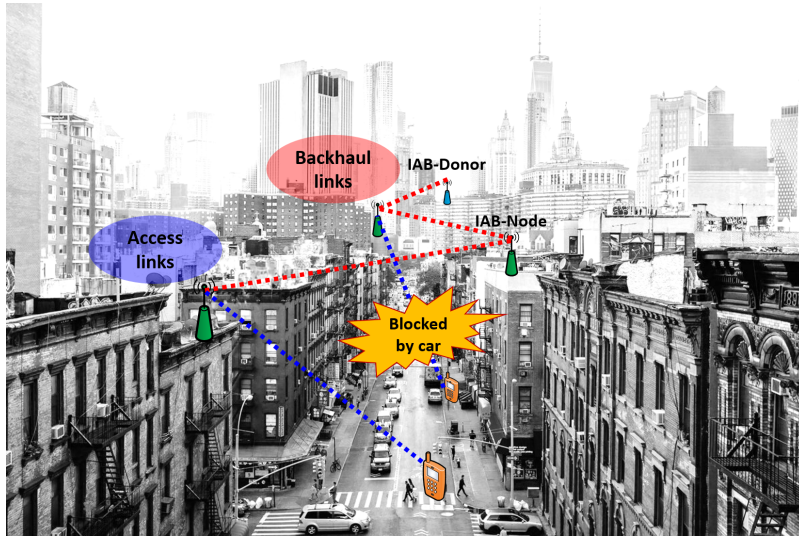 Backhaul
links
IAB-Donor
IAB-Node
Access
links
Blocked
by car